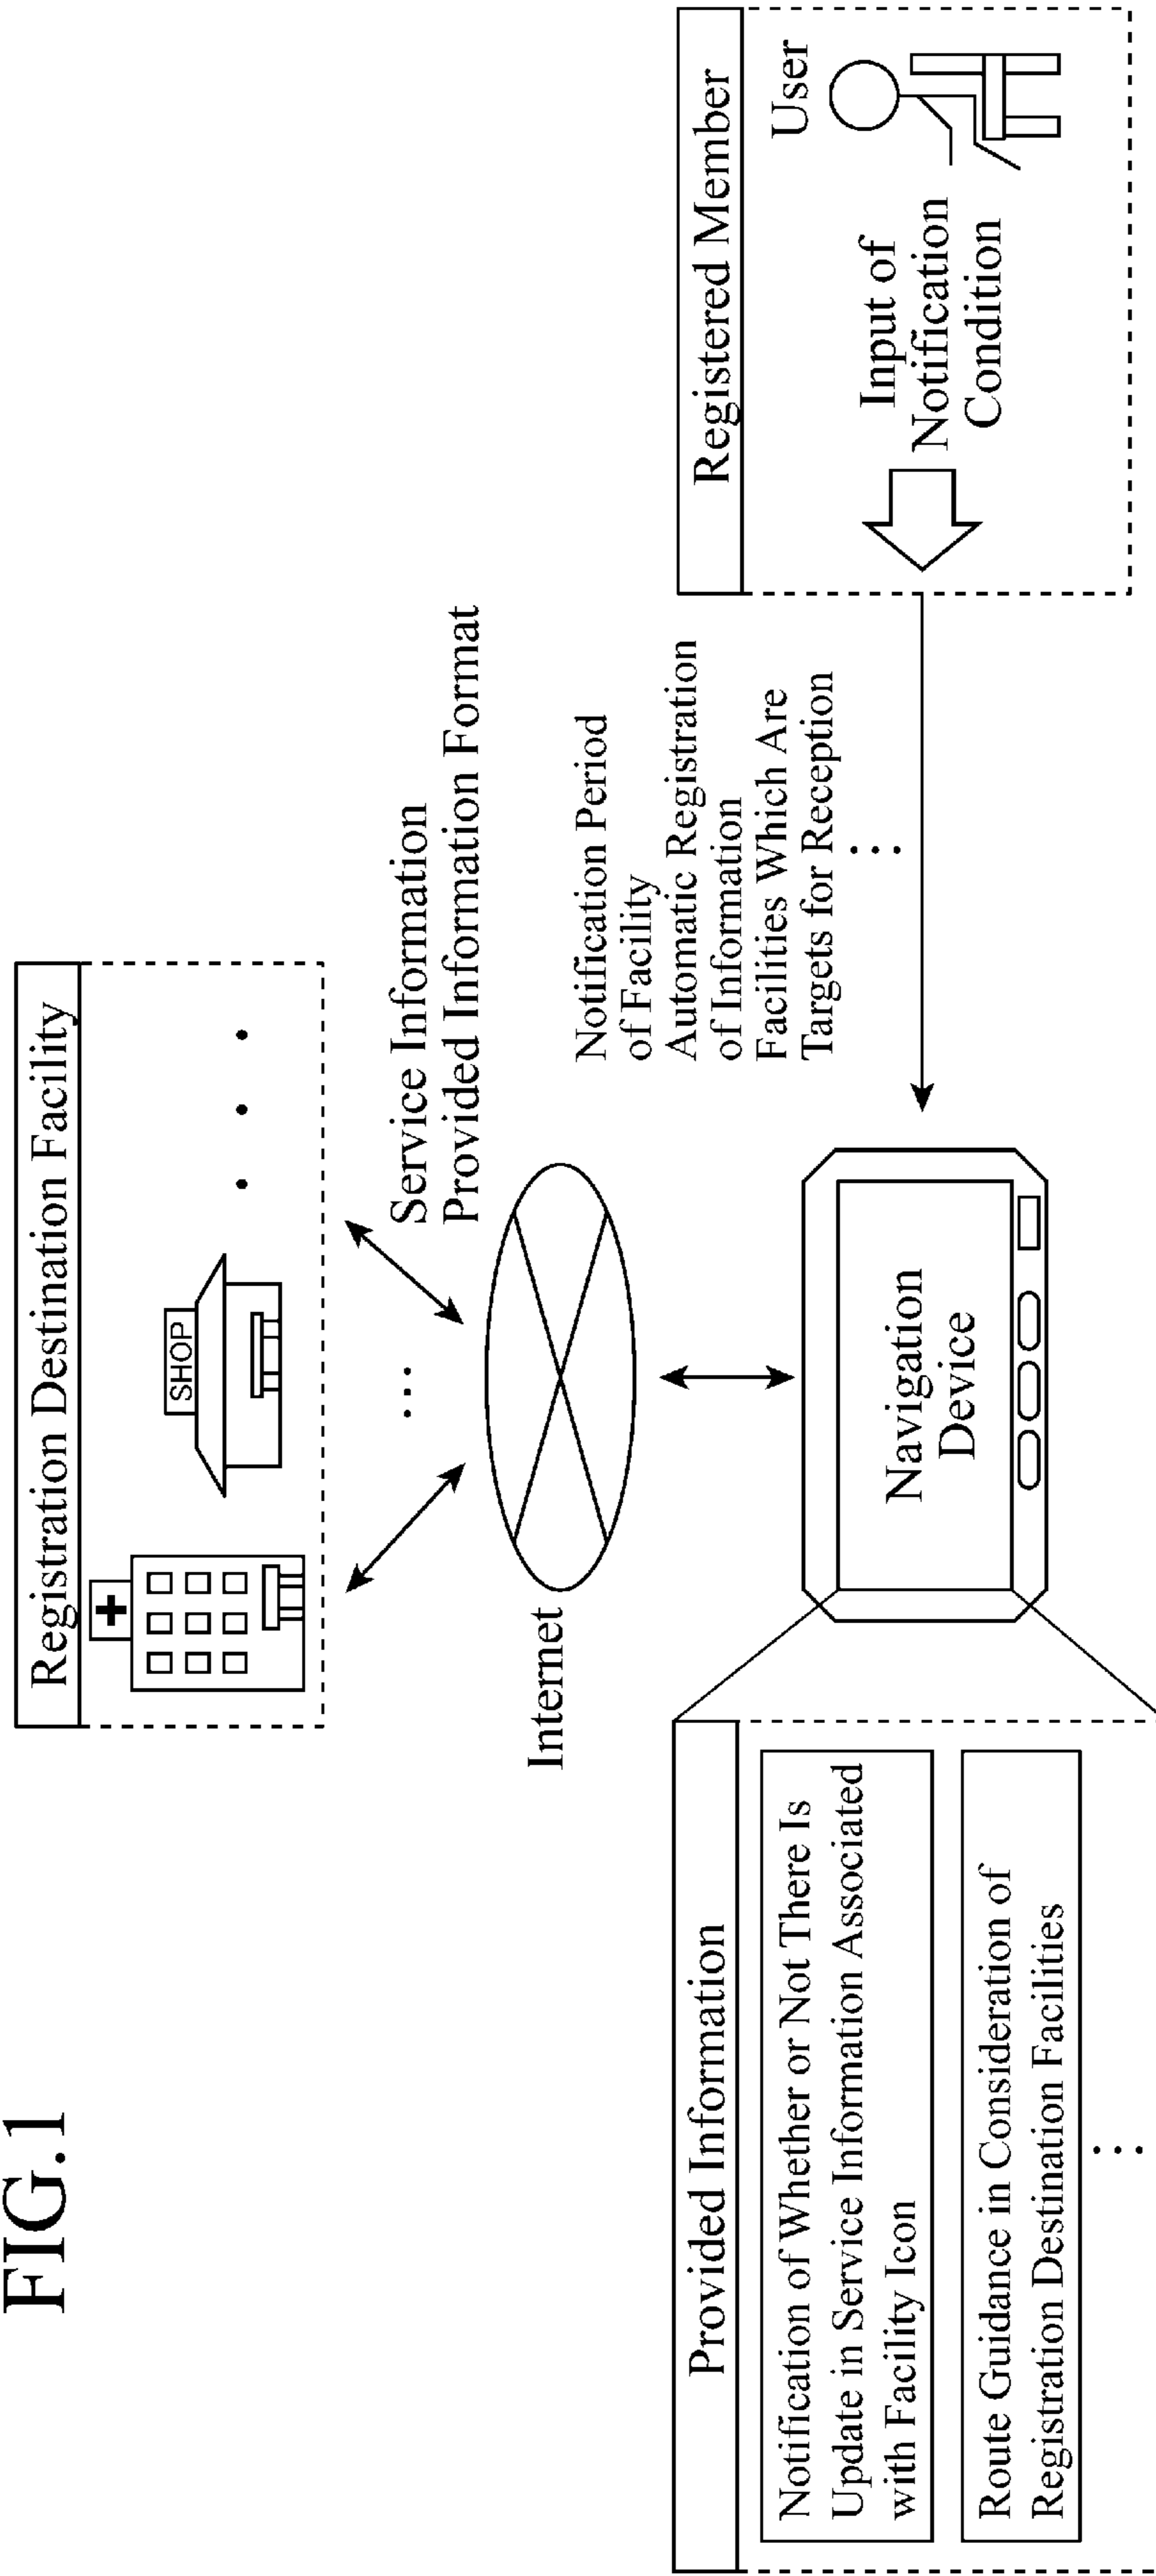 FIG.1
Registration Destination Facility
SHOP
Service Information
Provided Information Format
Internet
Notification Period
of Facility
Automatic Registration
of Information
Facilities Which Are
Targets for Reception
Registered Member
User
Input of
Notification
Condition
Navigation
Device
Provided Information
Notification of Whether or Not There Is
Update in Service Information Associated
with Facility Icon
Route Guidance in Consideration of
Registration Destination Facilities